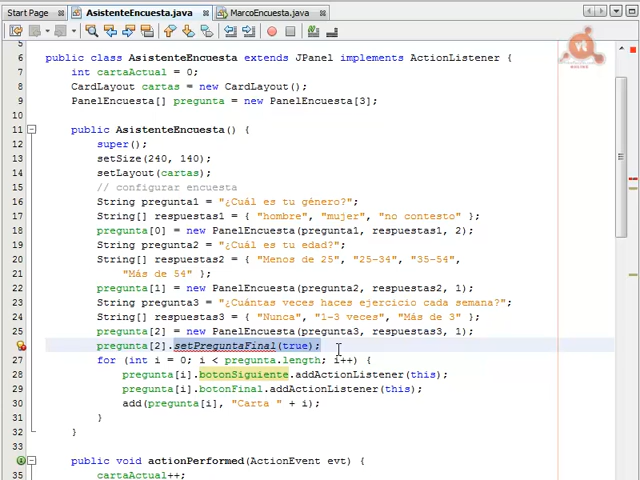 Start Page
AsistenteEncuesta.java
MarcoEncuesta.java
5
6 public class AsistenteEncuesta extends JPanel implements ActionListener {
7 int cartaActual = 0;
8 CardLayout cartas = new CardLayout();
9 PanelEncuesta[] pregunta = new PanelEncuesta[3];
10
11 public AsistenteEncuesta() {
12 super();
13 setSize(240, 140);
14 setLayout(cartas);
15 // configurar encuesta
16 String pregunta1 = "¿Cuál es tu género?";
17 String[] respuestas1 = { "hombre", "mujer", "no contesto" };
18 pregunta[0] = new PanelEncuesta(pregunta1, respuestas1, 2);
19 String pregunta2 = "¿Cuál es tu edad?";
20 String[] respuestas2 = { "Menos de 25", "25-34", "35-54",
21 "Más de 54" };
22 pregunta[1] = new PanelEncuesta(pregunta2, respuestas2, 1);
23 String pregunta3 = "¿Cuántas veces haces ejercicio cada semana?";
24 String[] respuestas3 = { "Nunca", "1-3 veces", "Más de 3" };
25 pregunta[2] = new PanelEncuesta(pregunta3, respuestas3, 1);
pregunta[2].setPreguntaFinal(true);
27 for (int i = 0; i < pregunta.length; i++) {
28 pregunta[i].botonSiguiente.addActionListener(this);
29 pregunta[i].botonFinal.addActionListener(this);
30 add(pregunta[i], "Carta " + i);
31 }
32 }
33
public void actionPerformed(ActionEvent evt) {
35 cartaActual++;